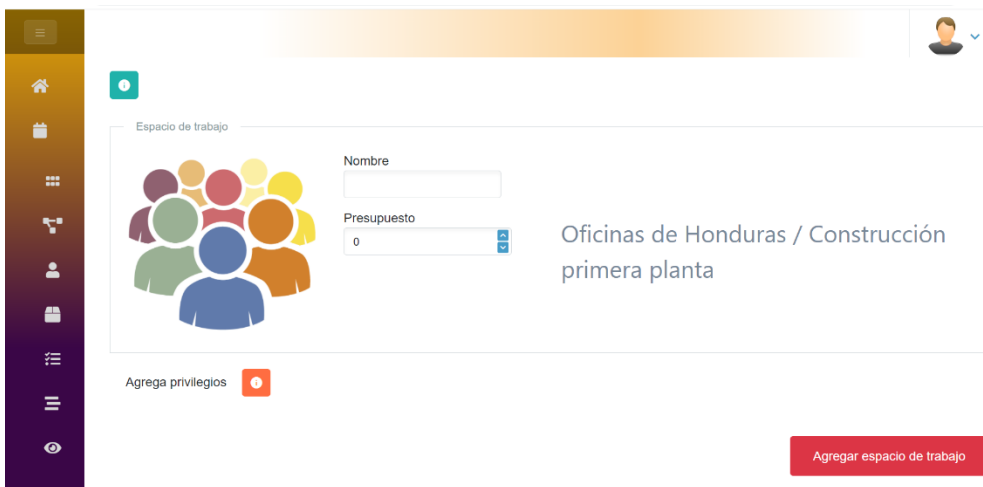 Espacio de trabajo
Nombre
Presupuesto
0
Oficinas de Honduras / Construcción
primera planta
Agrega privilegios
Agregar espacio de trabajo